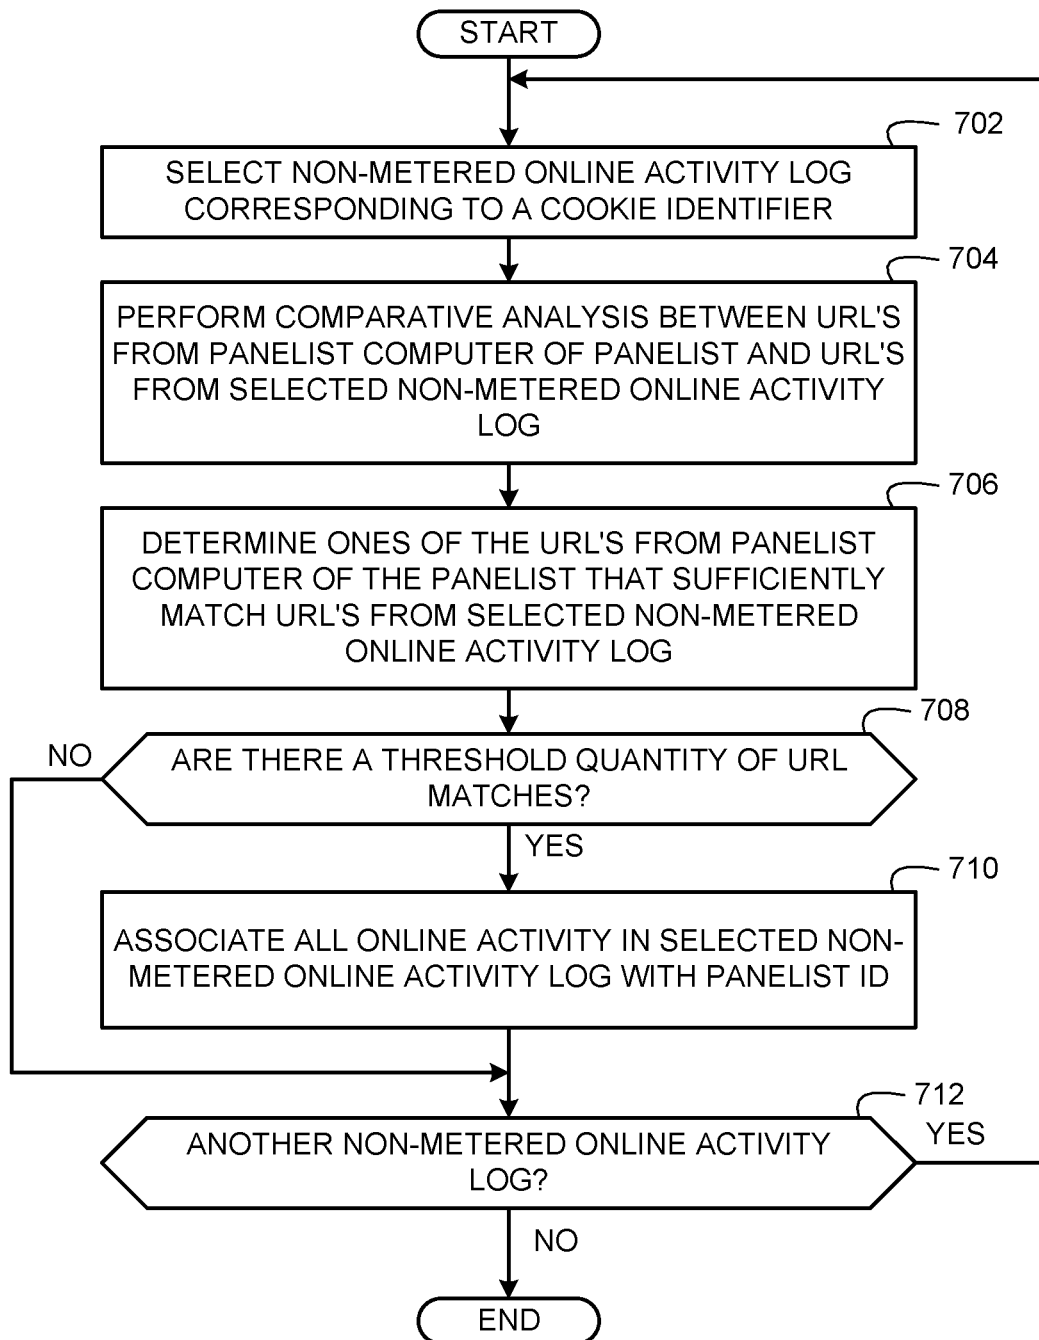 START
702
SELECT NON-METERED ONLINE ACTIVITY LOG
CORRESPONDING TO A COOKIE IDENTIFIER
704
PERFORM COMPARATIVE ANALYSIS BETWEEN URL'S
FROM PANELIST COMPUTER OF PANELIST AND URL'S
FROM SELECTED NON-METERED ONLINE ACTIVITY
LOG
706
DETERMINE ONES OF THE URL'S FROM PANELIST
COMPUTER OF THE PANELIST THAT SUFFICIENTLY
MATCH URL'S FROM SELECTED NON-METERED
ONLINE ACTIVITY LOG
708
NO
ARE THERE A THRESHOLD QUANTITY OF URL
MATCHES?
YES
710
ASSOCIATE ALL ONLINE ACTIVITY IN SELECTED NON-
METERED ONLINE ACTIVITY LOG WITH PANELIST ID
712
YES
ANOTHER NON-METERED ONLINE ACTIVITY
LOG?
NO
END